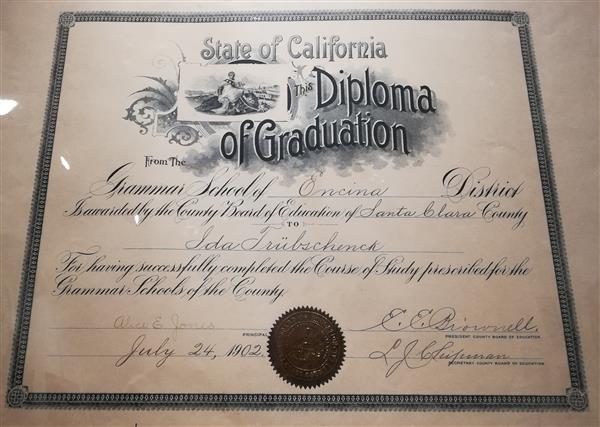 State of California
This Diploma
of Graduation
From The
Grammar School of Encina District
Is awarded by the County Board of Education of Santa Clara County
TO
Ida Trübschenck
For having successfully completed the Course of Study prescribed for the
Grammar Schools of the County.
Alice E. Jones PRINCIPAL
E. E. Brownell.
PRESIDENT COUNTY BOARD OF EDUCATION
July 24, 1902.
L. J. Chipman
SECRETARY COUNTY BOARD OF EDUCATION